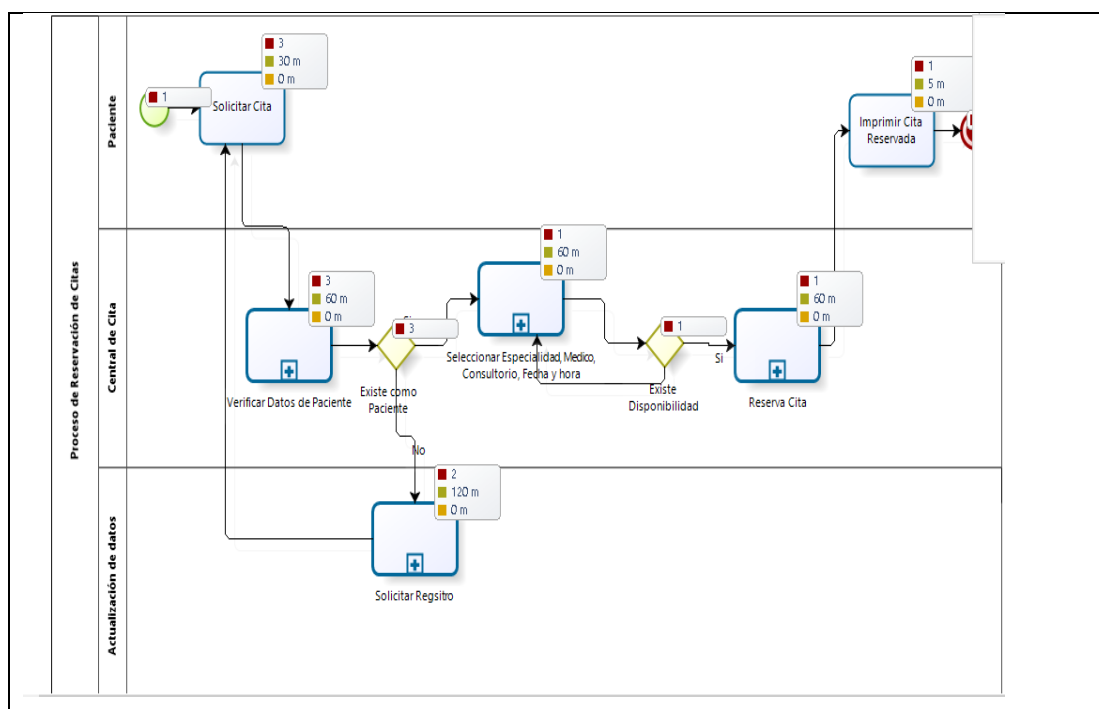 Proceso de Reservación de Citas
Paciente
1
Solicitar Cita
3
30 m
0 m
Imprimir Cita
Reservada
1
5 m
0 m
Central de Cita
3
60 m
0 m
Verificar Datos de Paciente
3
Existe como
Paciente
No
1
60 m
0 m
Seleccionar Especialidad, Medico,
Consultorio, Fecha y hora
1
Si
Existe
Disponibilidad
1
60 m
0 m
Reserva Cita
Actualización de datos
2
120 m
0 m
Solicitar Regsitro